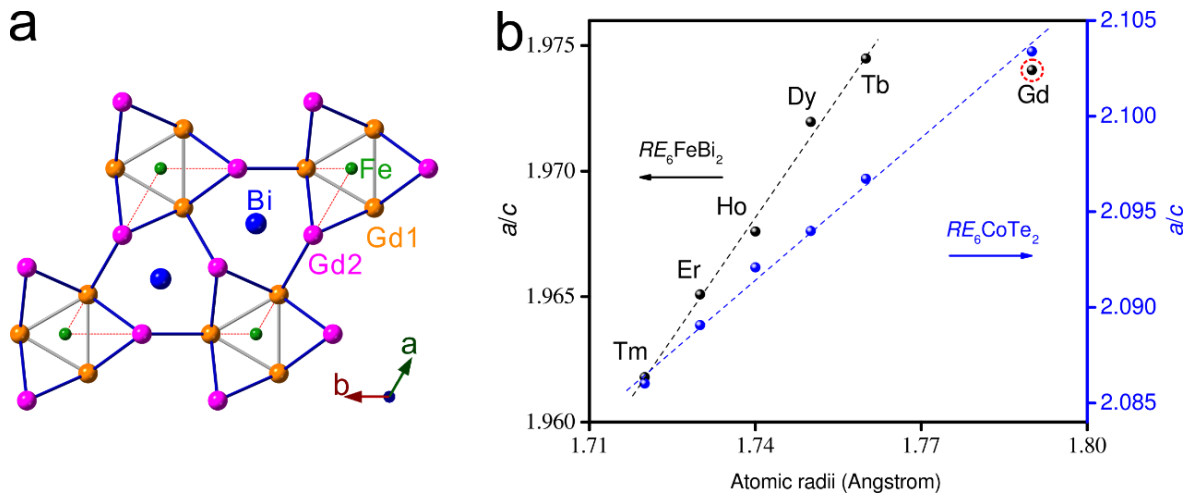 a
Fe
Bi
Gd1
Gd2
a
b
b
a/c
1.975
1.970
1.965
1.960
Tb
Dy
Gd
RE₆FeBi₂
Ho
Er
RE₆CoTe₂
Tm
2.105
2.100
2.095
2.090
2.085
a/c
1.71
1.74
1.77
1.80
Atomic radii (Angstrom)